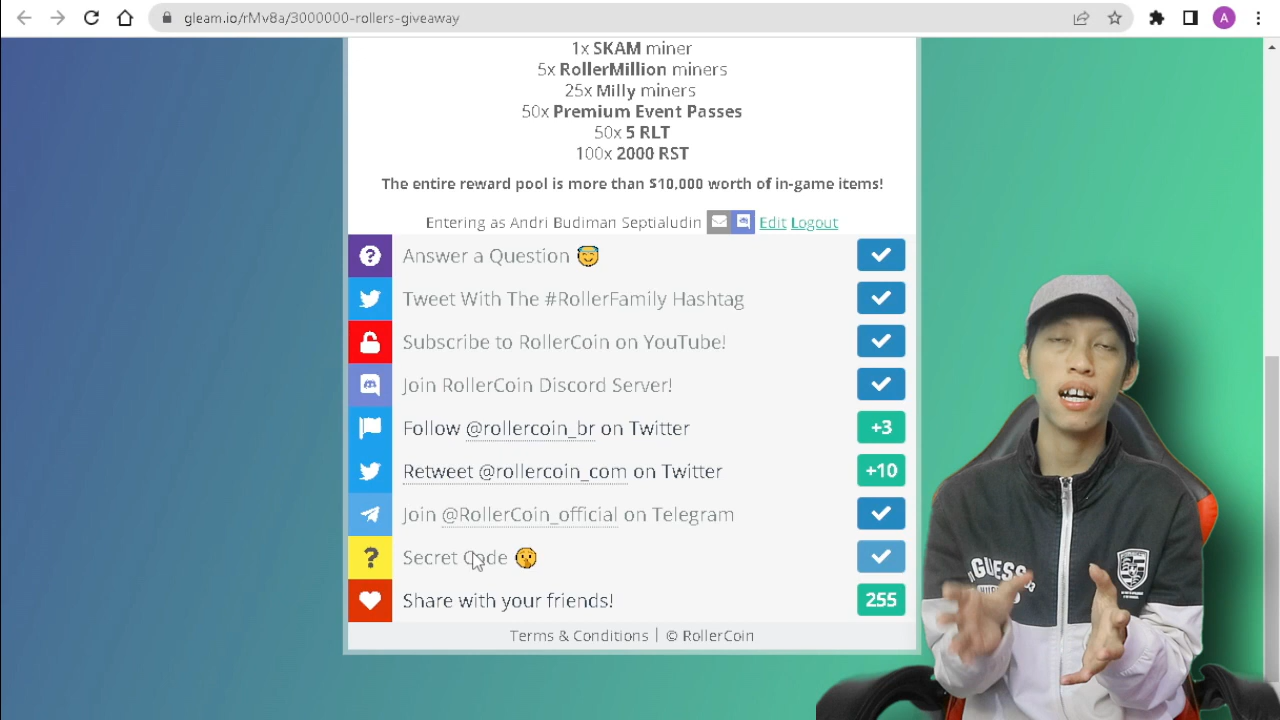 gleam.io/rMv8a/3000000-rollers-giveaway
A
1x SKAM miner
5x RollerMillion miners
25x Milly miners
50x Premium Event Passes
50x 5 RLT
100x 2000 RST
The entire reward pool is more than $10,000 worth of in-game items!
Entering as Andri Budiman Septialudin Edit Logout
? Answer a Question
Tweet With The #RollerFamily Hashtag
Subscribe to RollerCoin on YouTube!
Join RollerCoin Discord Server!
Follow @rollercoin_br on Twitter +3
Retweet @rollercoin_com on Twitter +10
Join @RollerCoin_official on Telegram
? Secret Code
Share with your friends! 255
Terms & Conditions | © RollerCoin
GUESS